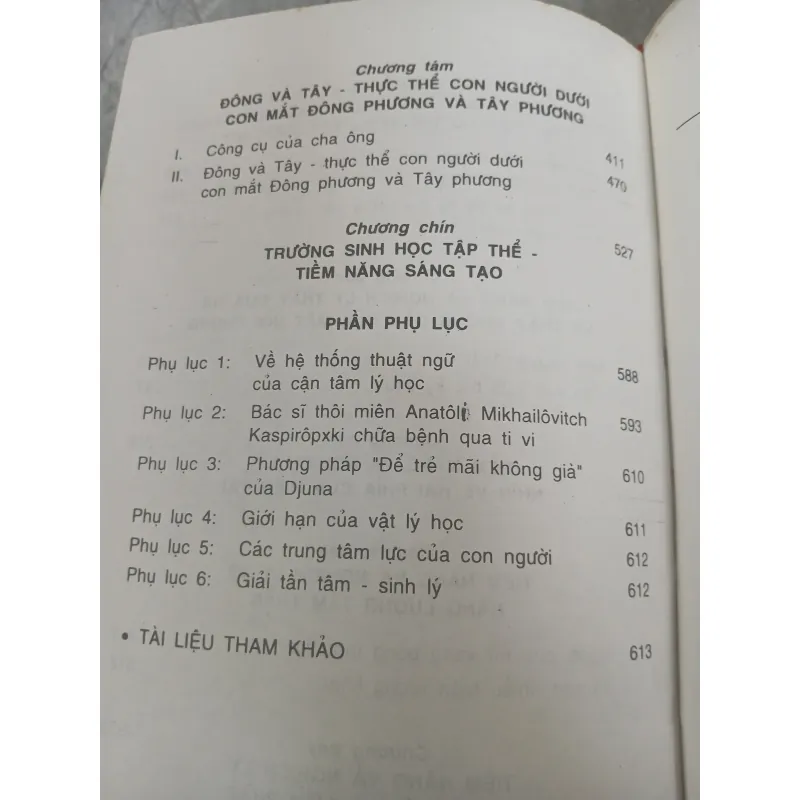 Chương tám
ĐÔNG VÀ TÂY - THỰC THỂ CON NGƯỜI DƯỚI
CON MẮT ĐÔNG PHƯƠNG VÀ TÂY PHƯƠNG
I. Công cụ của cha ông 411
II. Đông và Tây - thực thể con người dưới
con mắt Đông phương và Tây phương 470
Chương chín
TRƯỜNG SINH HỌC TẬP THỂ - 527
TIỀM NĂNG SÁNG TẠO
PHẦN PHỤ LỤC
Phụ lục 1: Về hệ thống thuật ngữ
của cận tâm lý học 588
Phụ lục 2: Bác sĩ thôi miên Anatôli Mikhailôvitch 593
Kaspirôpxki chữa bệnh qua ti vi
Phụ lục 3: Phương pháp "Để trẻ mãi không già" 610
của Djuna
Phụ lục 4: Giới hạn của vật lý học 611
Phụ lục 5: Các trung tâm lực của con người 612
Phụ lục 6: Giải tần tâm - sinh lý 612
• TÀI LIỆU THAM KHẢO 613